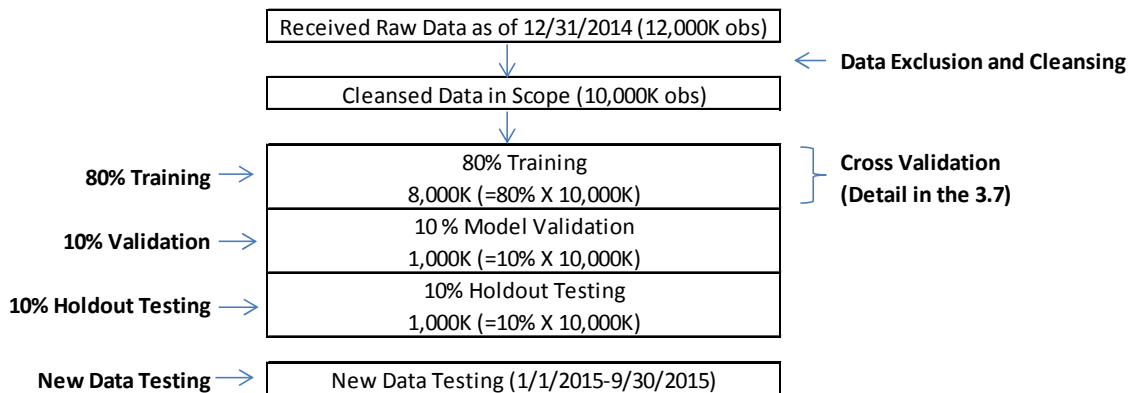 Received Raw Data as of 12/31/2014 (12,000K obs)
Data Exclusion and Cleansing
Cleansed Data in Scope (10,000K obs)
80% Training
80% Training
8,000K (=80% X 10,000K)
Cross Validation
(Detail in the 3.7)
10% Validation
10 % Model Validation
1,000K (=10% X 10,000K)
10% Holdout Testing
10% Holdout Testing
1,000K (=10% X 10,000K)
New Data Testing
New Data Testing (1/1/2015-9/30/2015)